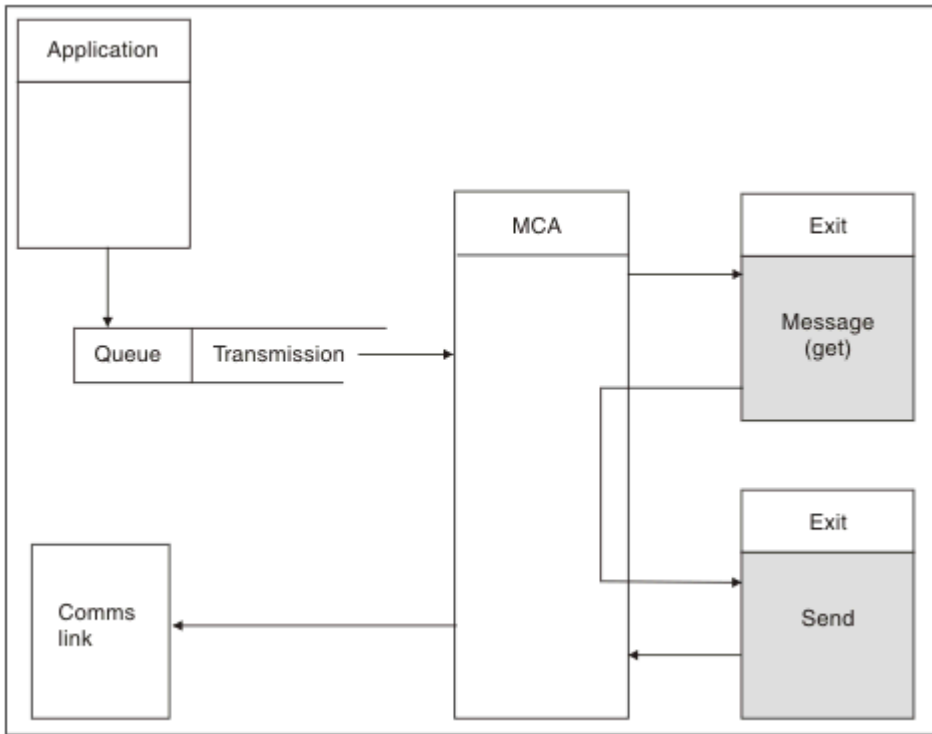 Application
MCA
Exit
Message
(get)
Queue
Transmission
Exit
Comms
link
Send